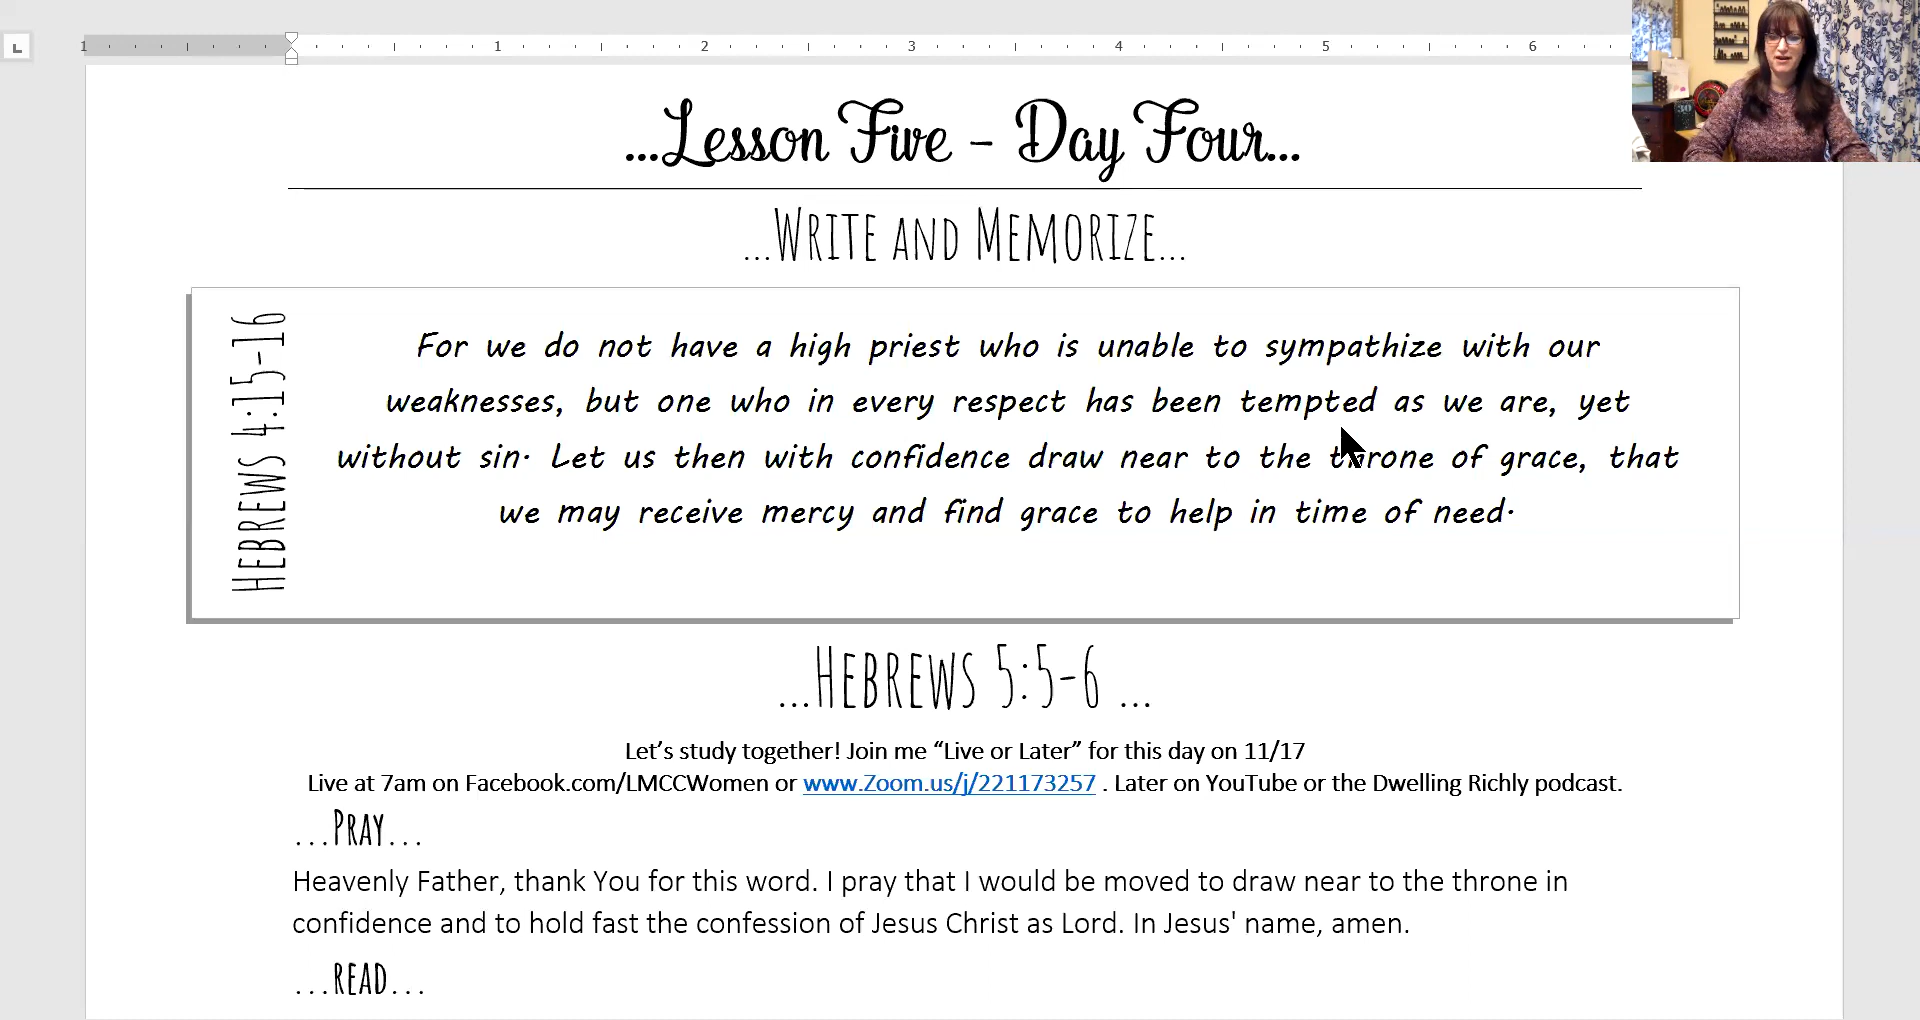 1 1 2 3 4 5 6
...Lesson Five - Day Four...
...Write and Memorize...
Hebrews 4:15-16
For we do not have a high priest who is unable to sympathize with our
weaknesses, but one who in every respect has been tempted as we are, yet
without sin. Let us then with confidence draw near to the throne of grace, that
we may receive mercy and find grace to help in time of need.
...Hebrews 5:5-6 ...
Let’s study together! Join me “Live or Later” for this day on 11/17
Live at 7am on Facebook.com/LMCCWomen or www.Zoom.us/j/221173257 . Later on YouTube or the Dwelling Richly podcast.
...Pray...
Heavenly Father, thank You for this word. I pray that I would be moved to draw near to the throne in
confidence and to hold fast the confession of Jesus Christ as Lord. In Jesus' name, amen.
...read...